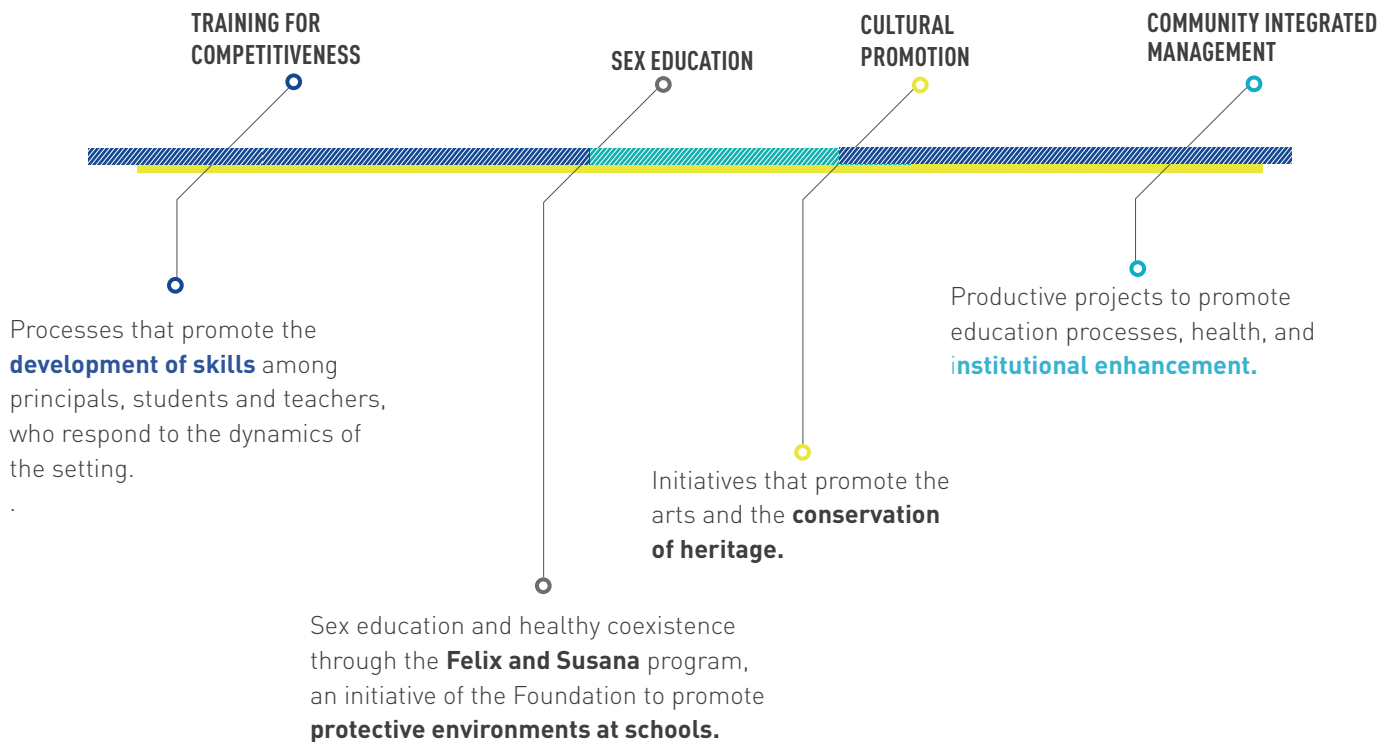 TRAINING FOR
COMPETITIVENESS
SEX EDUCATION
CULTURAL
PROMOTION
COMMUNITY INTEGRATED
MANAGEMENT
Processes that promote the
development of skills among
principals, students and teachers,
who respond to the dynamics of
the setting.
.
Sex education and healthy coexistence
through the Felix and Susana program,
an initiative of the Foundation to promote
protective environments at schools.
Initiatives that promote the
arts and the conservation
of heritage.
Productive projects to promote
education processes, health, and
institutional enhancement.